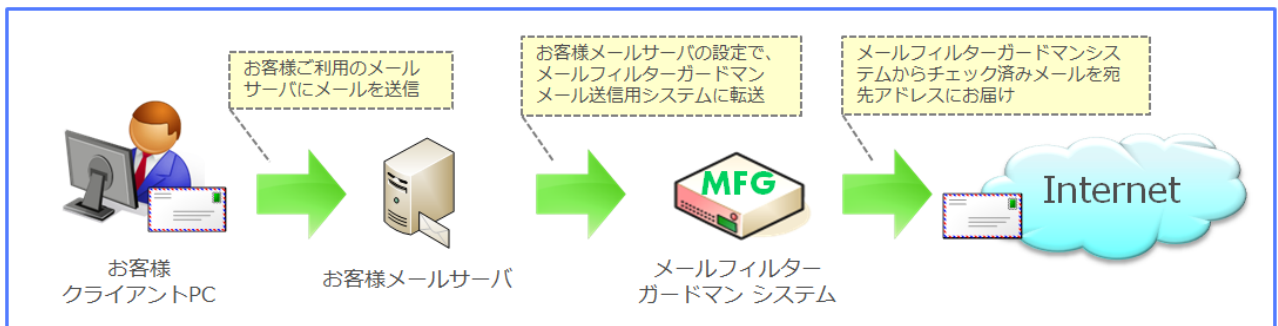 お客様ご利用のメール
サーバにメールを送信
お客様メールサーバの設定で、
メールフィルターガードマン
メール送信用システムに転送
メールフィルターガードマンシス
テムからチェック済みメールを宛
先アドレスにお届け
MFG
Internet
お客様
クライアントPC
お客様メールサーバ
メールフィルター
ガードマン システム